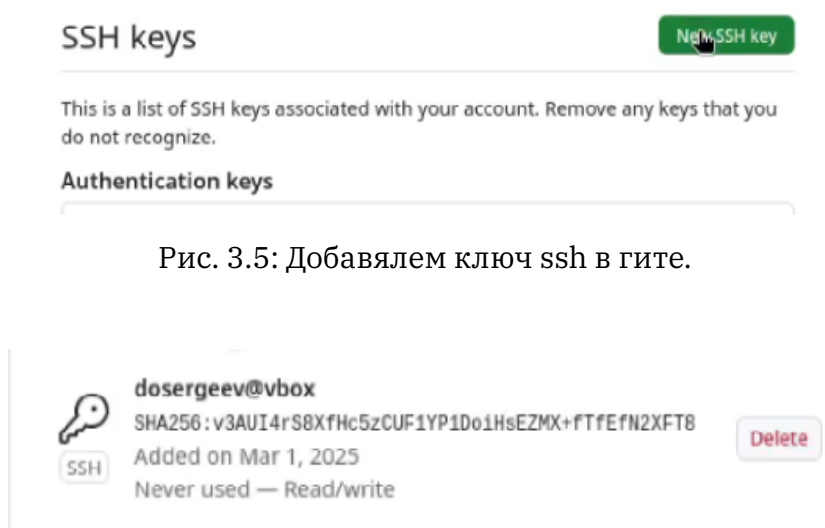 SSH keys
New SSH key
This is a list of SSH keys associated with your account. Remove any keys that you
do not recognize.
Authentication keys
Рис. 3.5: Добавялем ключ ssh в гите.
dosergeev@vbox
SHA256:v3AUI4rS8XfHc5zCUF1YP1DoiHsEZMX+fTfEfN2XFT8
SSH
Added on Mar 1, 2025
Delete
Never used — Read/write